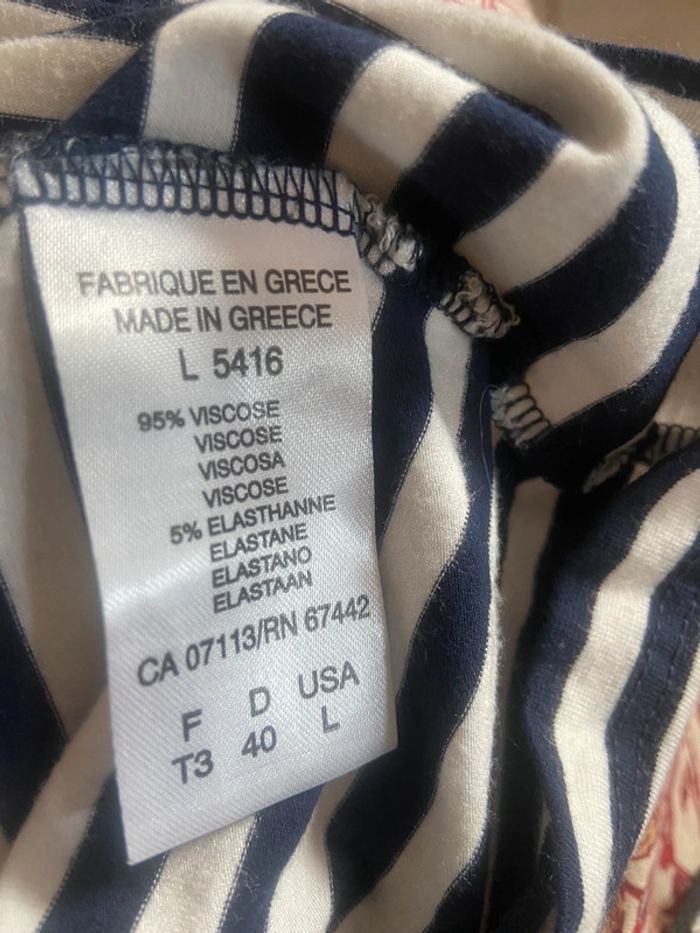 FABRIQUE EN GRECE
MADE IN GREECE
L 5416
95% VISCOSE
VISCOSE
VISCOSA
VISCOSE
5% ELASTHANNE
ELASTANE
ELASTANO
ELASTAAN
CA 07113/RN 67442
F D USA
T3 40 L